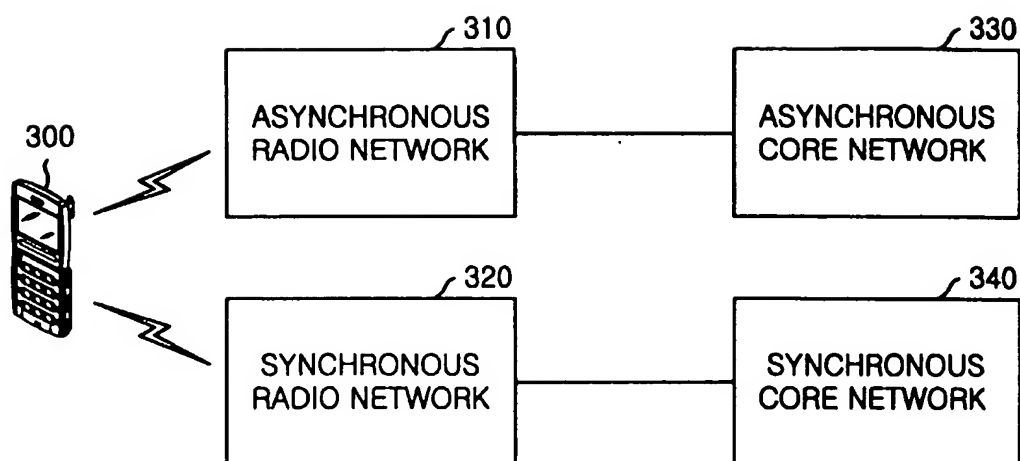 310
330
300
ASYNCHRONOUS
RADIO NETWORK
ASYNCHRONOUS
CORE NETWORK
320
340
SYNCHRONOUS
RADIO NETWORK
SYNCHRONOUS
CORE NETWORK